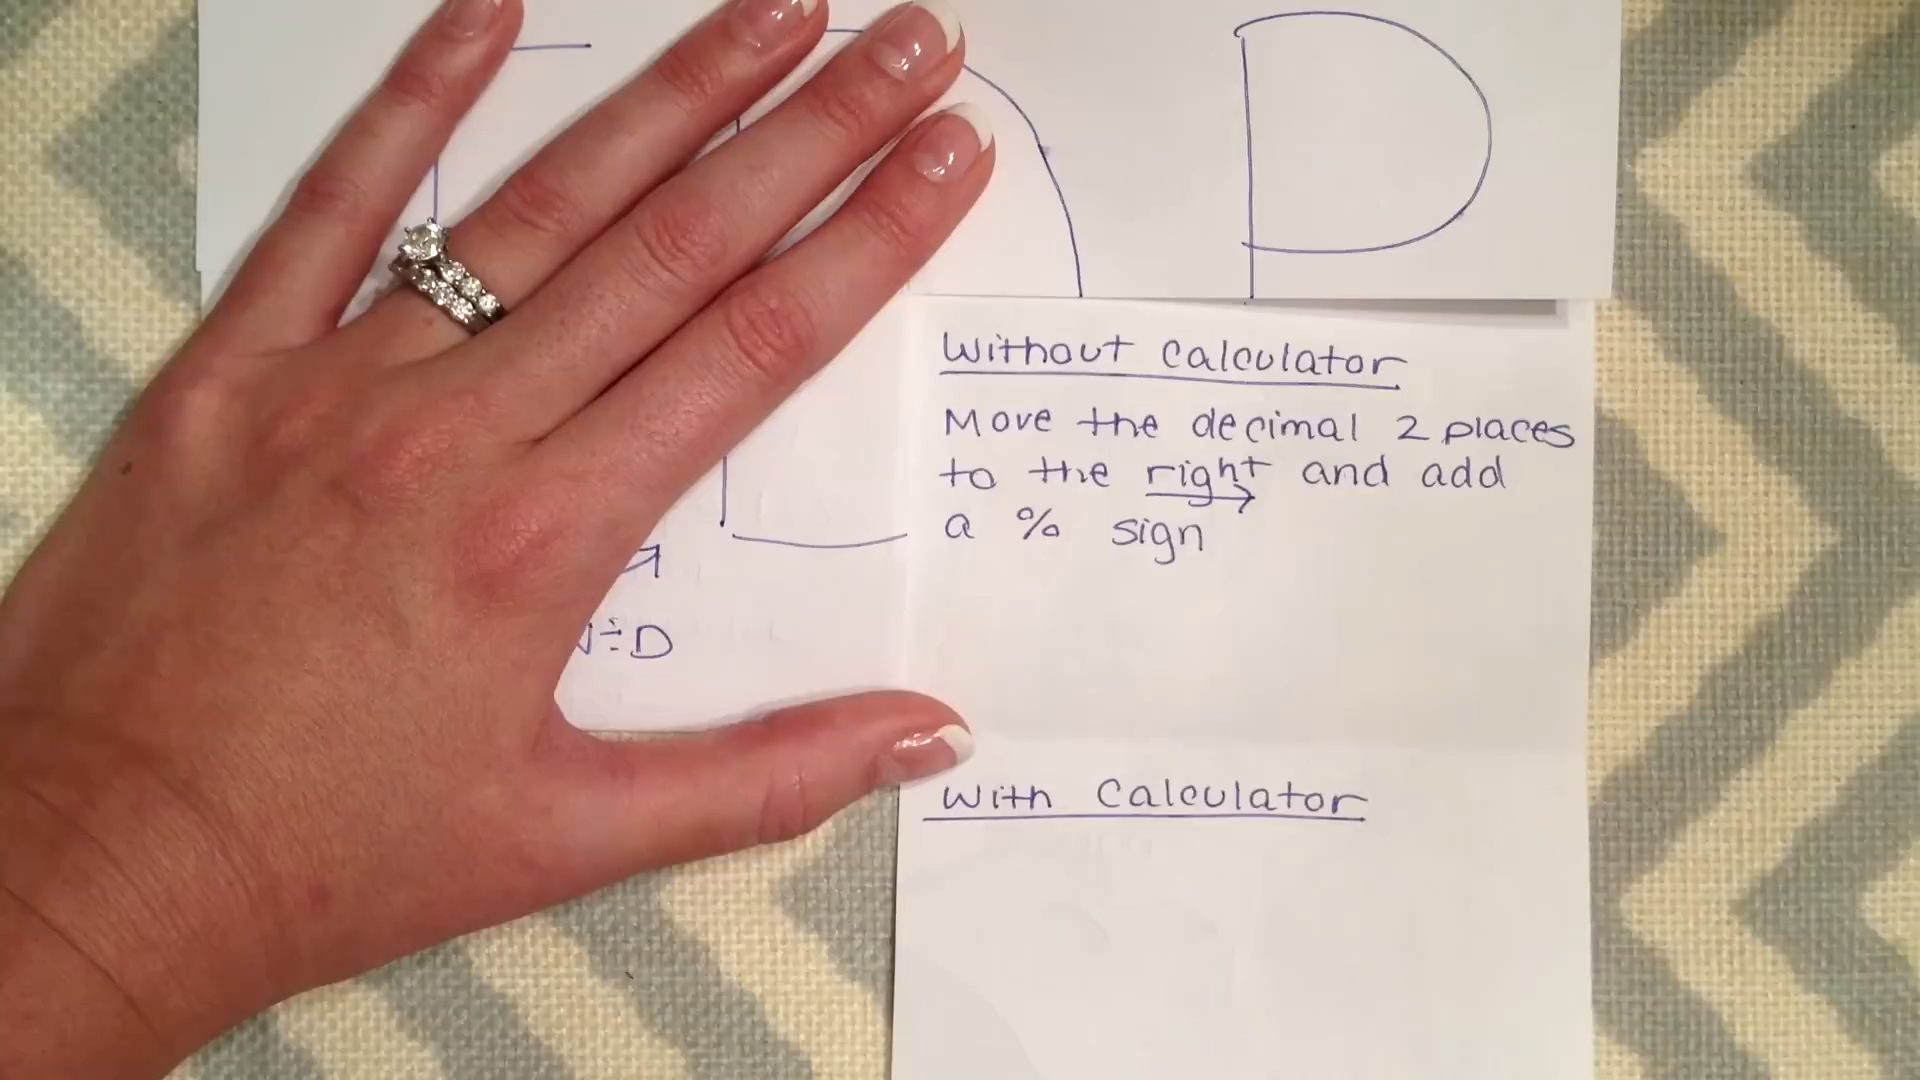 D
Without Calculator
Move the decimal 2 places
to the right and add
a % sign
÷D
With Calculator